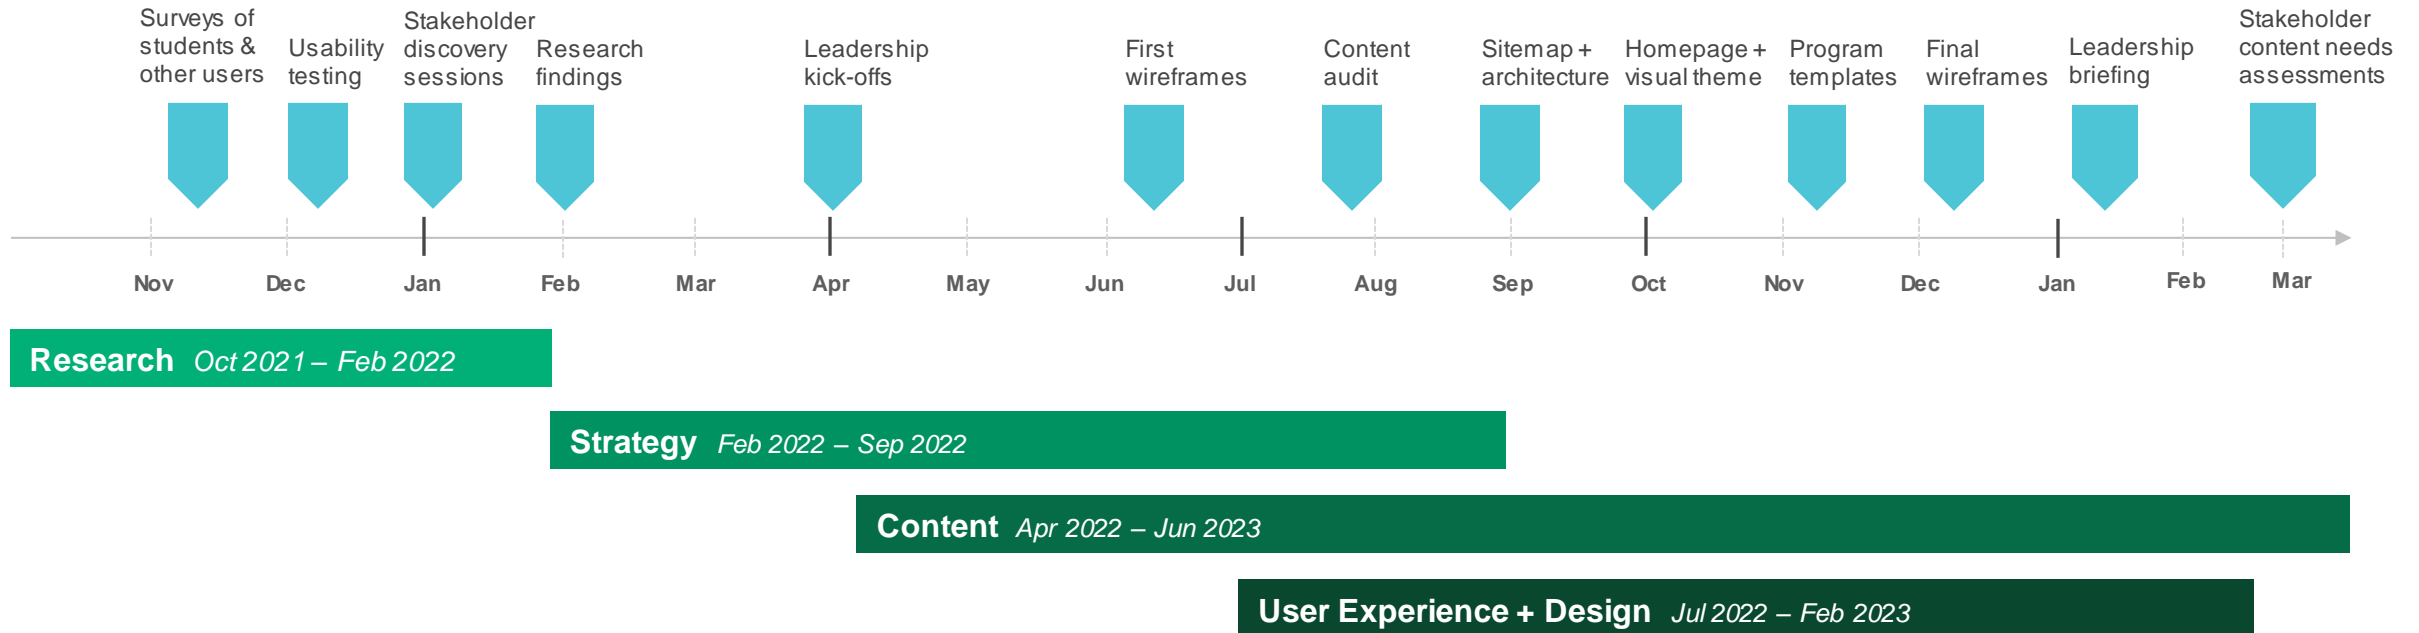 Surveys of
students &
other users
Usability
testing
Stakeholder
discovery
sessions
Research
findings
Leadership
kick-offs
First
wireframes
Content
audit
Sitemap +
architecture
Homepage +
visual theme
Program
templates
Final
wireframes
Leadership
briefing
Stakeholder
content needs
assessments
Nov Dec Jan Feb Mar Apr May Jun Jul Aug Sep Oct Nov Dec Jan Feb Mar
Research Oct 2021 – Feb 2022
Strategy Feb 2022 – Sep 2022
Content Apr 2022 – Jun 2023
User Experience + Design Jul 2022 – Feb 2023